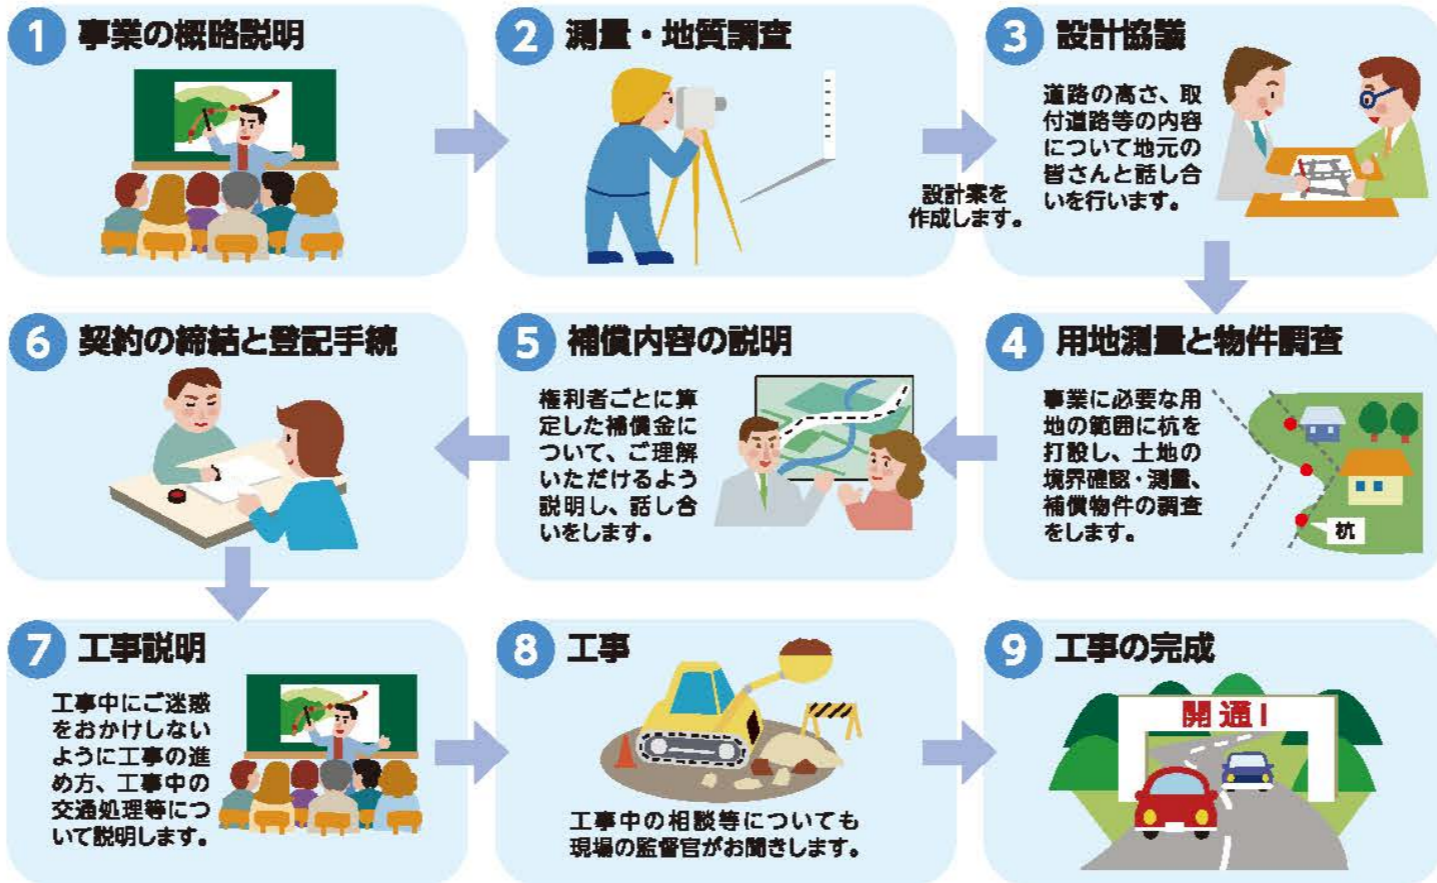 1 事業の概略説明
2 測量・地質調査
設計案を
作成します。
3 設計協議
道路の高さ、取
付道路等の内容
について地元の
皆さんと話し合
いを行います。
4 用地測量と物件調査
事業に必要な用
地の範囲に杭を
打設し、土地の
境界確認・測量、
補償物件の調査
をします。
杭
5 補償内容の説明
権利者ごとに算
定した補償金に
ついて、ご理解
いただけるよう
説明し、話し合
いをします。
6 契約の締結と登記手続
7 工事説明
工事中にご迷惑
をおかけしない
ように工事の進
め方、工事中の
交通処理等につ
いて説明します。
8 工事
工事中の相談等についても
現場の監督官がお聞きします。
9 工事の完成
開通!